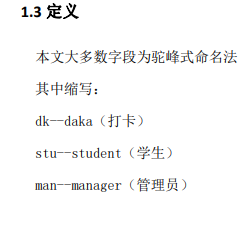 1.3 定义
本文大多数字段为驼峰式命名法
其中缩写：
dk--daka（打卡）
stu--student（学生）
man--manager（管理员）